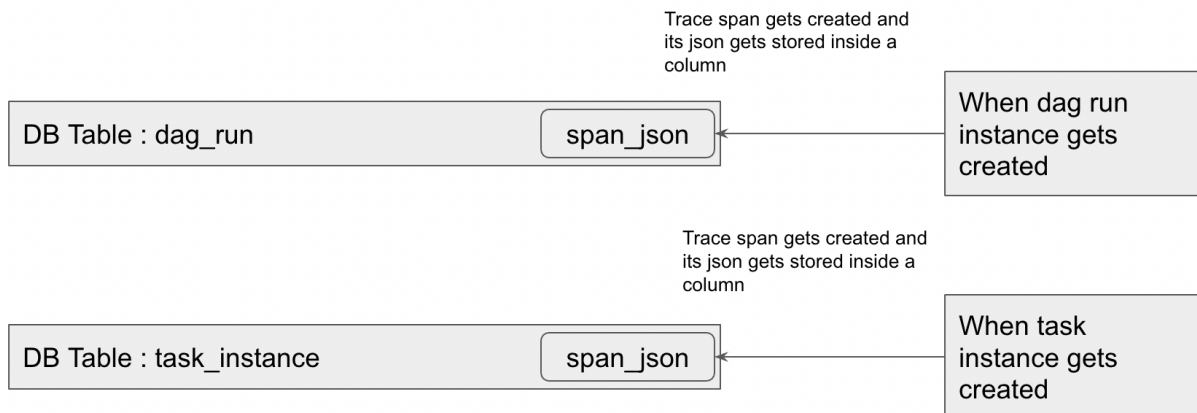 Trace span gets created and
its json gets stored inside a
column
When dag run
instance gets
created
DB Table : dag_run
span_json
Trace span gets created and
its json gets stored inside a
column
When task
instance gets
created
DB Table : task_instance
span_json